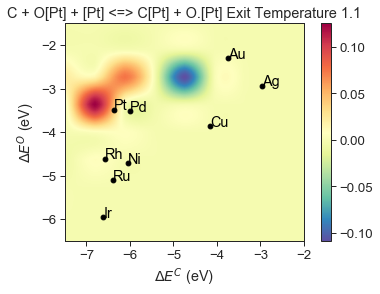 C + O[Pt] + [Pt] <=> C[Pt] + O.[Pt] Exit Temperature 1.1
0.10
0.05
0.00
−0.05
−0.10
−2
−3
−4
−5
−6
ΔE^O (eV)
Au
Ag
Pt
Pd
Cu
Rh
Ni
Ru
Ir
−7
−6
−5
−4
−3
−2
ΔE^C (eV)